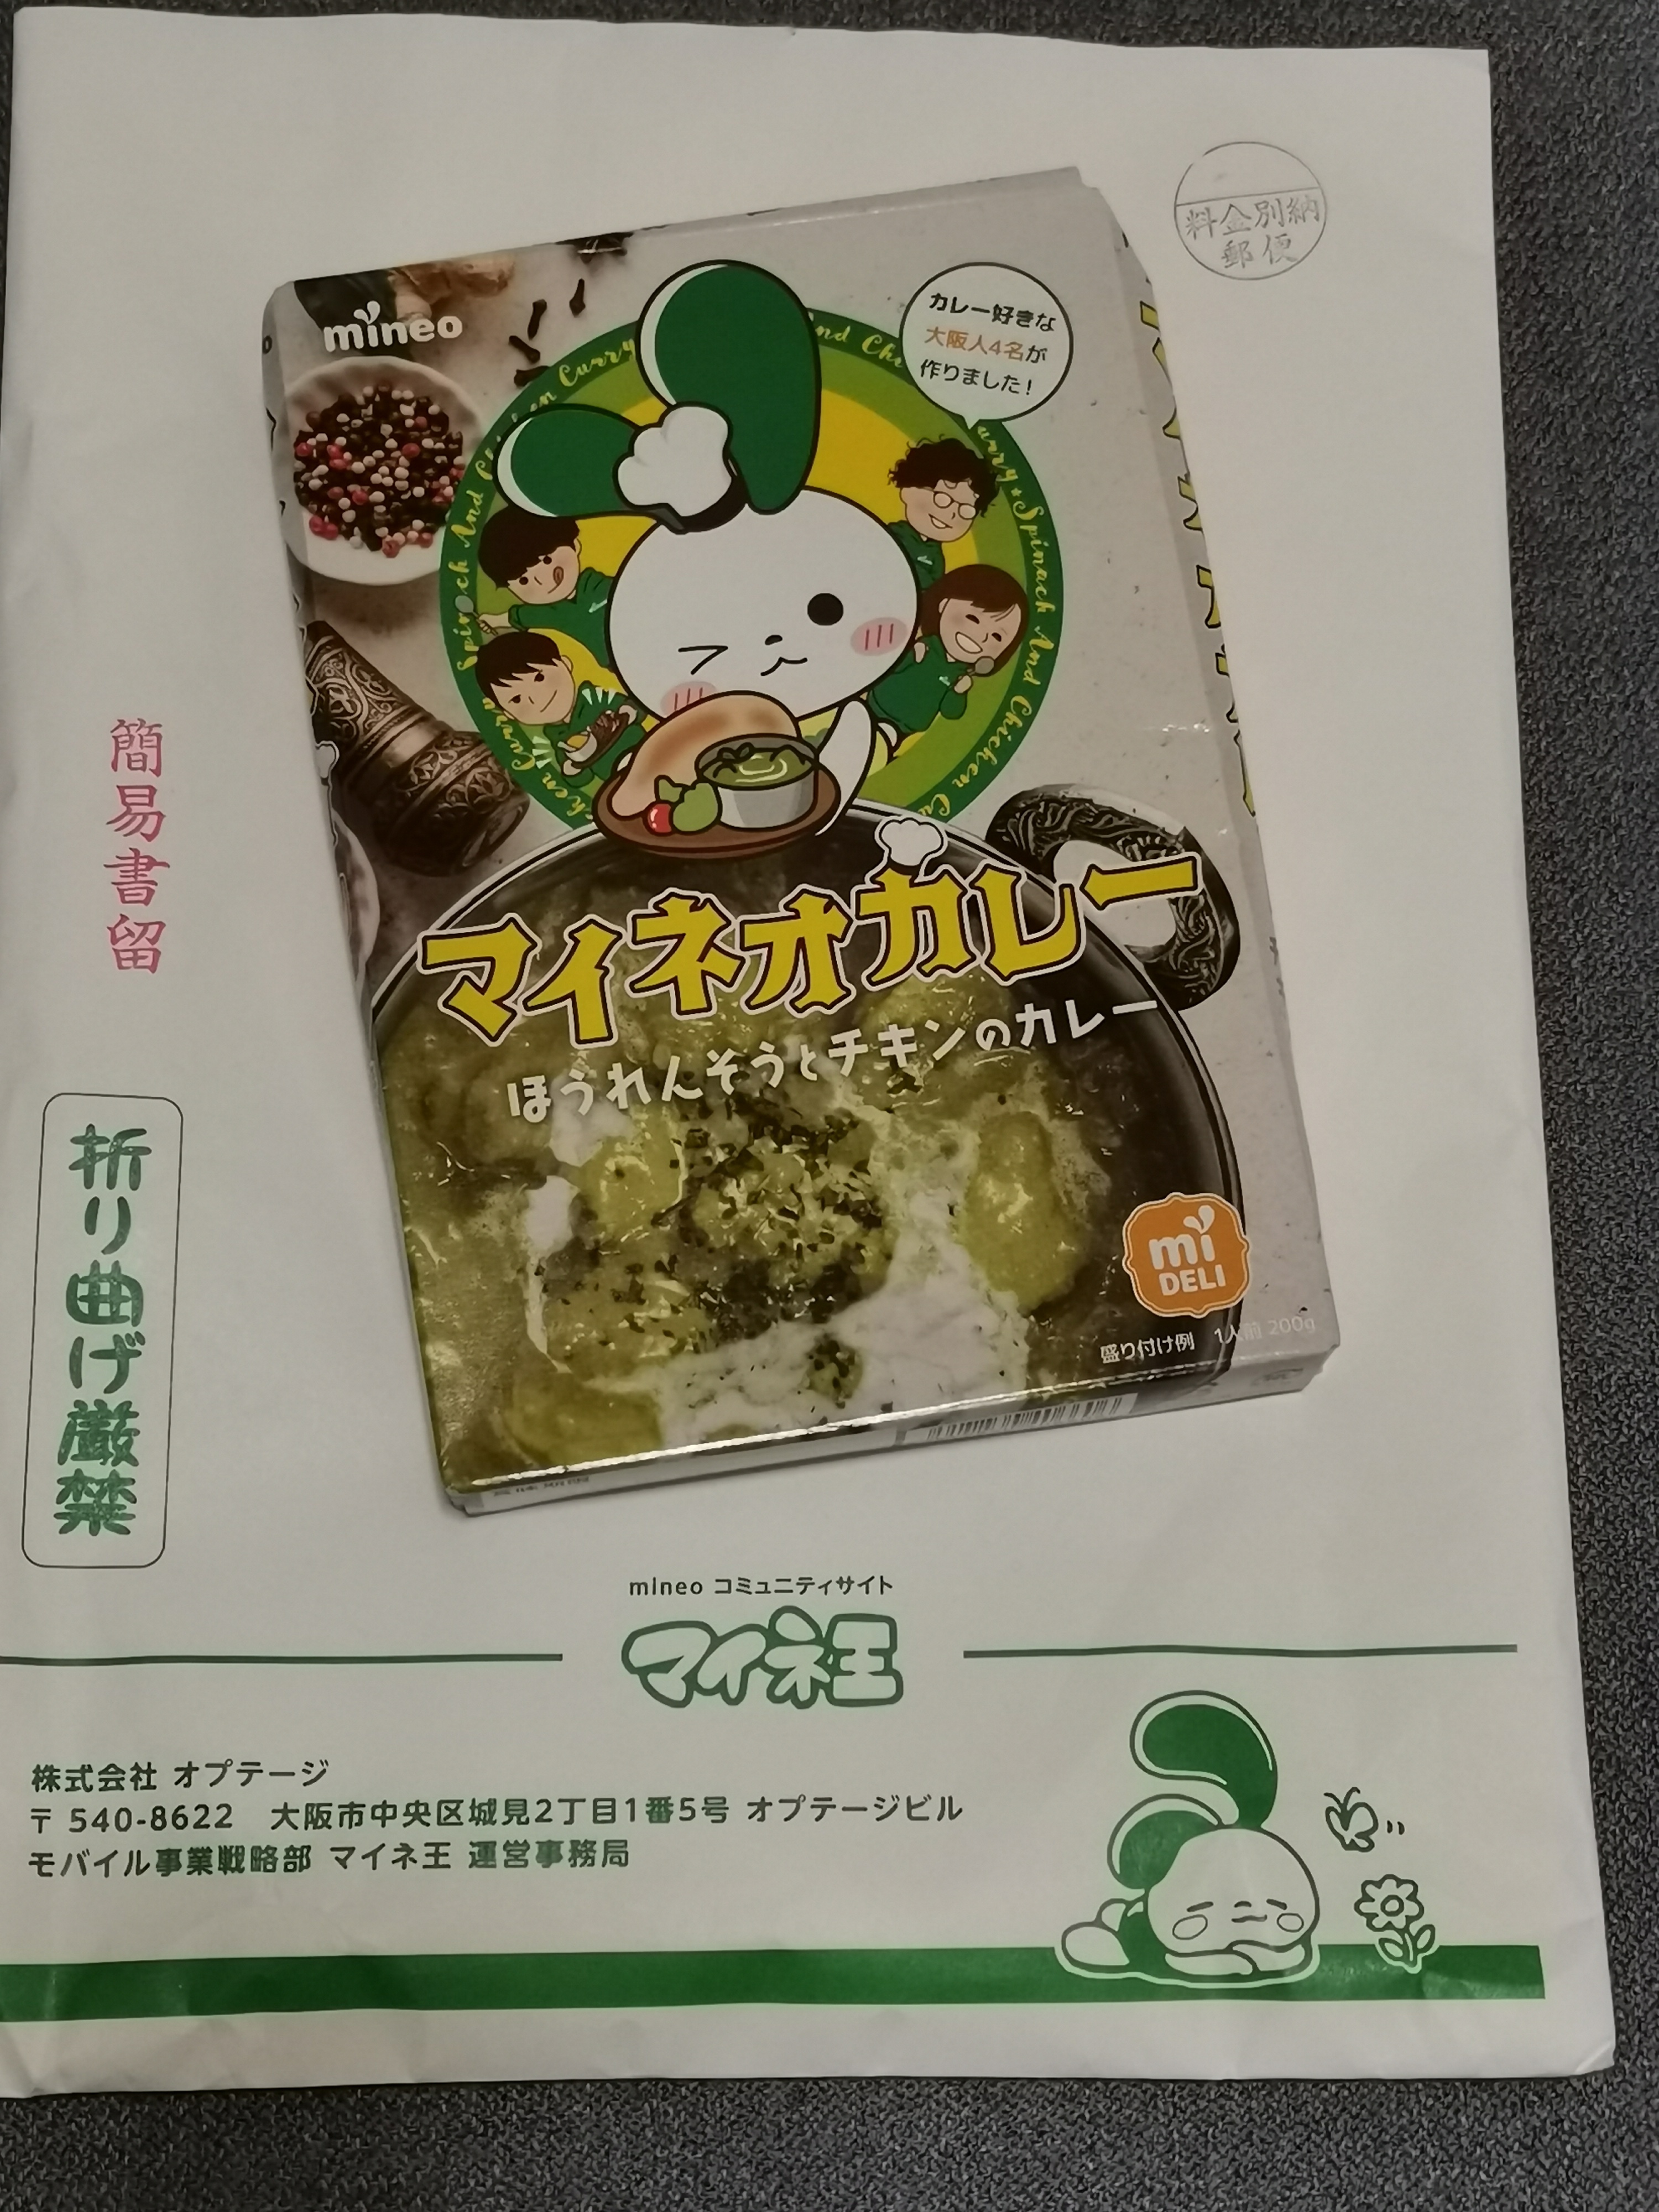 料金別納
郵便
mineo
カレー好きな
大阪人4名が
作りました!
Spinach And Chicken Curry
マイネオカレー
ほうれんそうとチキンのカレー
mi
DELI
盛り付け例 1人前 200g
簡易書留
折り曲げ厳禁
mineo コミュニティサイト
マイネ王
株式会社 オプテージ
〒540-8622 大阪市中央区城見2丁目1番5号 オプテージビル
モバイル事業戦略部 マイネ王 運営事務局